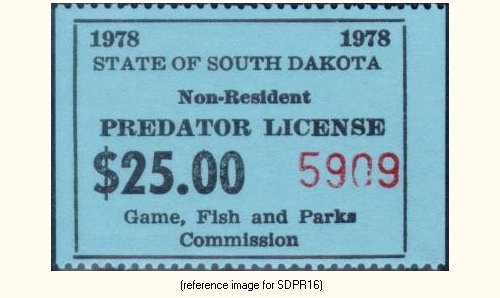 1978 1978
STATE OF SOUTH DAKOTA
Non-Resident
PREDATOR LICENSE
$25.00 5909
Game, Fish and Parks
Commission
(reference image for SDPR16)